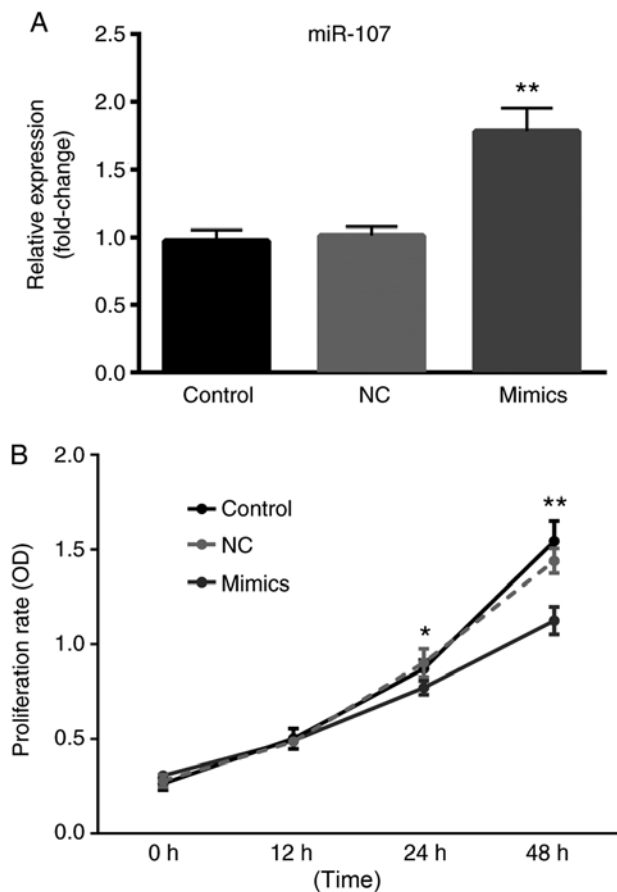 A
miR-107
Relative expression
(fold-change)
2.5
2.0
1.5
1.0
0.5
0.0
**
Control NC Mimics
B
Proliferation rate (OD)
2.0
1.5
1.0
0.5
0.0
Control
NC
Mimics
*
**
0 h 12 h 24 h 48 h
(Time)